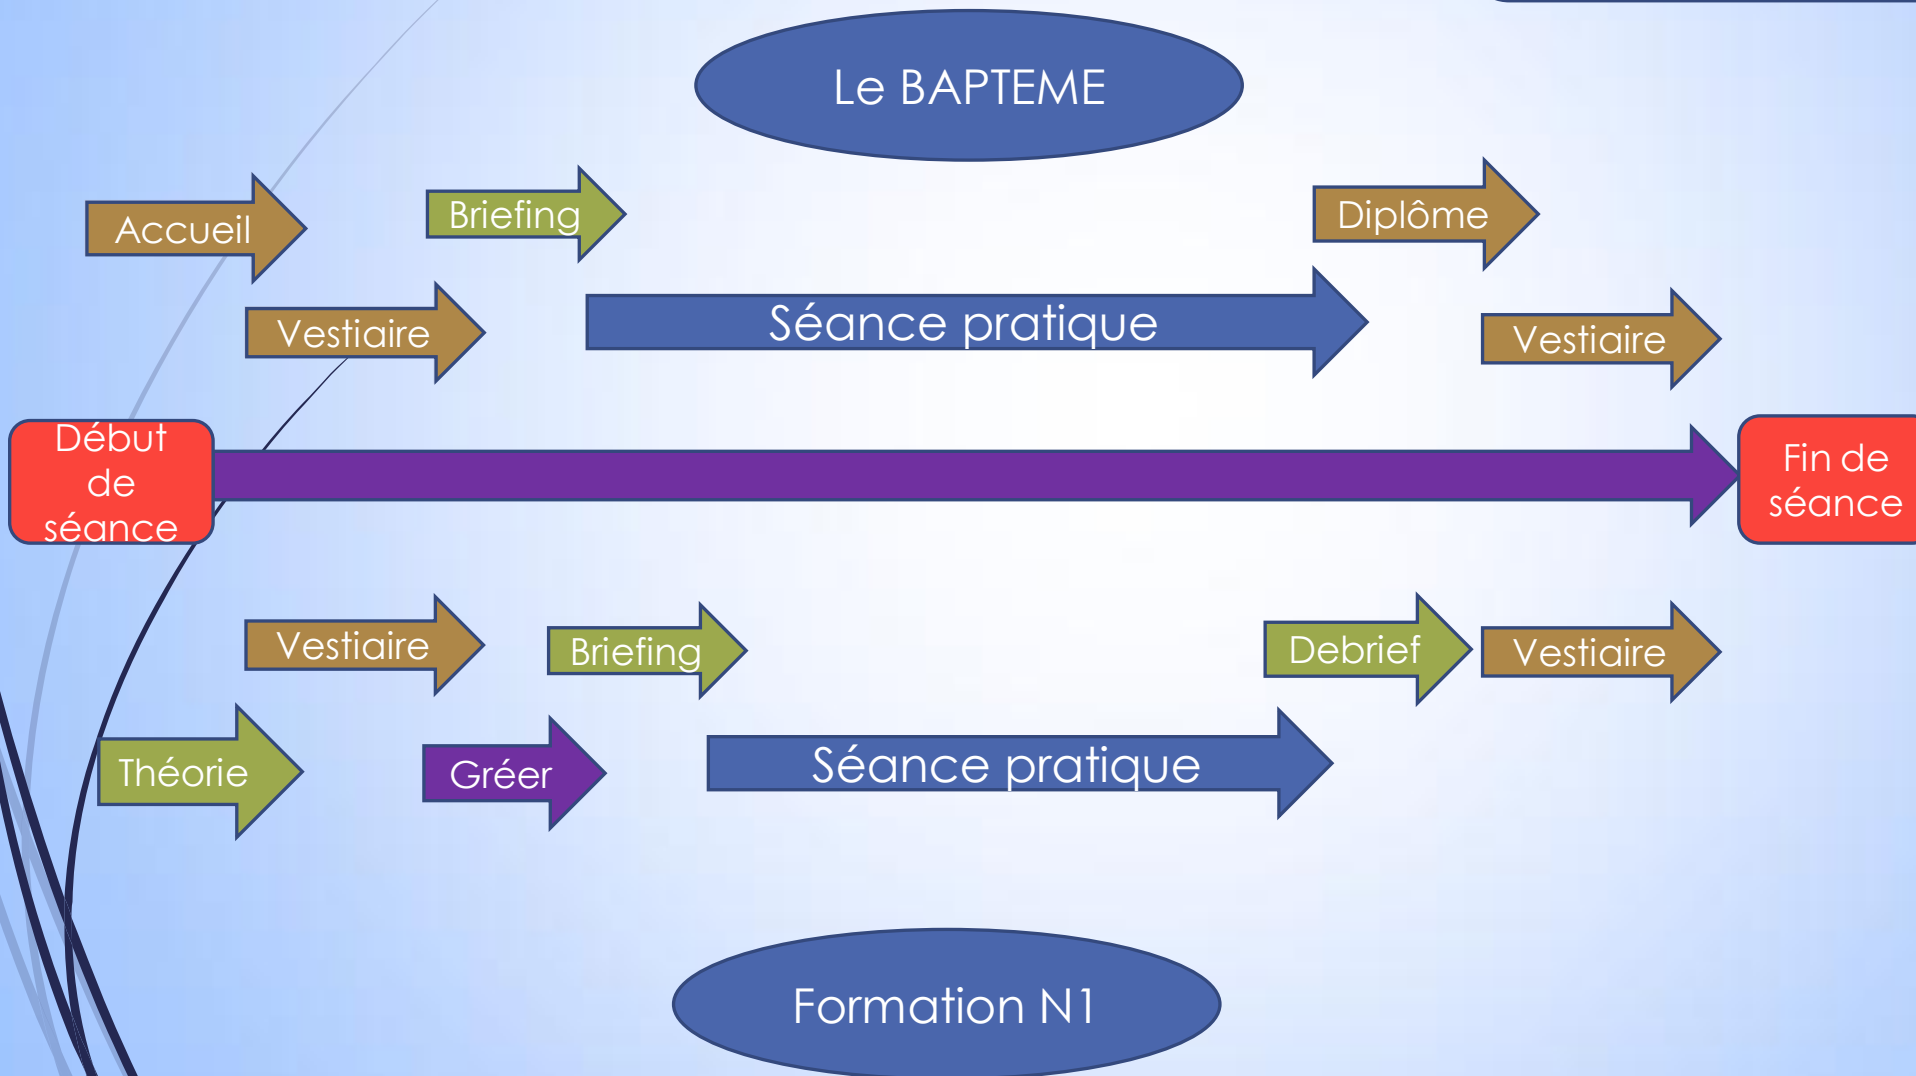 Le BAPTEME
Accueil
Briefing
Diplôme
Vestiaire
Séance pratique
Vestiaire
Début
de
séance
Fin de
séance
Vestiaire
Briefing
Debrief
Vestiaire
Théorie
Gréer
Séance pratique
Formation N1